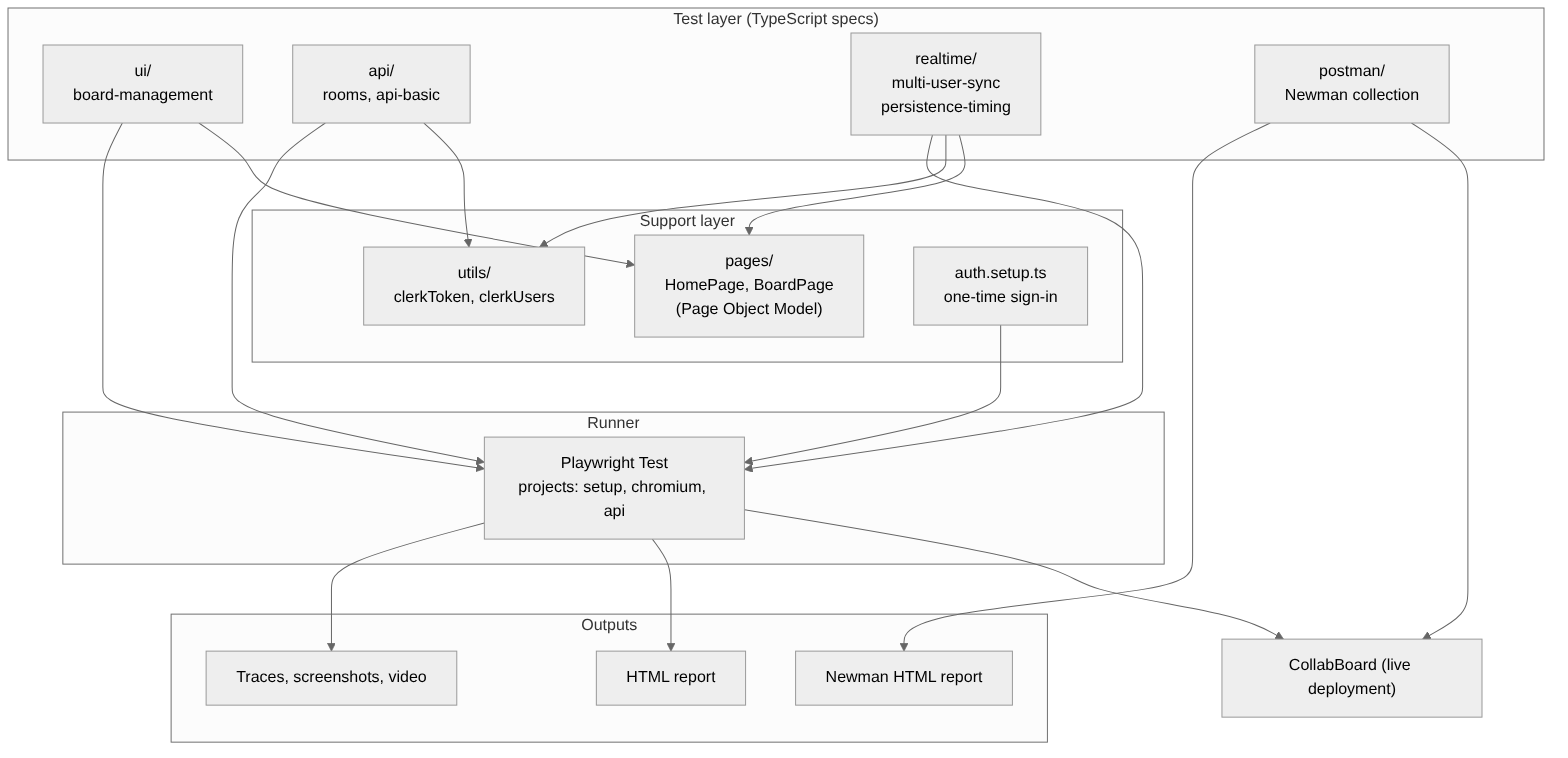 Test layer (TypeScript specs)
ui/
board-management
api/
rooms, api-basic
realtime/
multi-user-sync
persistence-timing
postman/
Newman collection
Support layer
utils/
clerkToken, clerkUsers
pages/
HomePage, BoardPage
(Page Object Model)
auth.setup.ts
one-time sign-in
Runner
Playwright Test
projects: setup, chromium,
api
Outputs
Traces, screenshots, video
HTML report
Newman HTML report
CollabBoard (live
deployment)